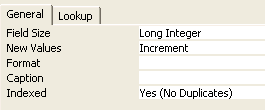 General Lookup
Field Size Long Integer
New Values Increment
Format
Caption
Indexed Yes (No Duplicates)